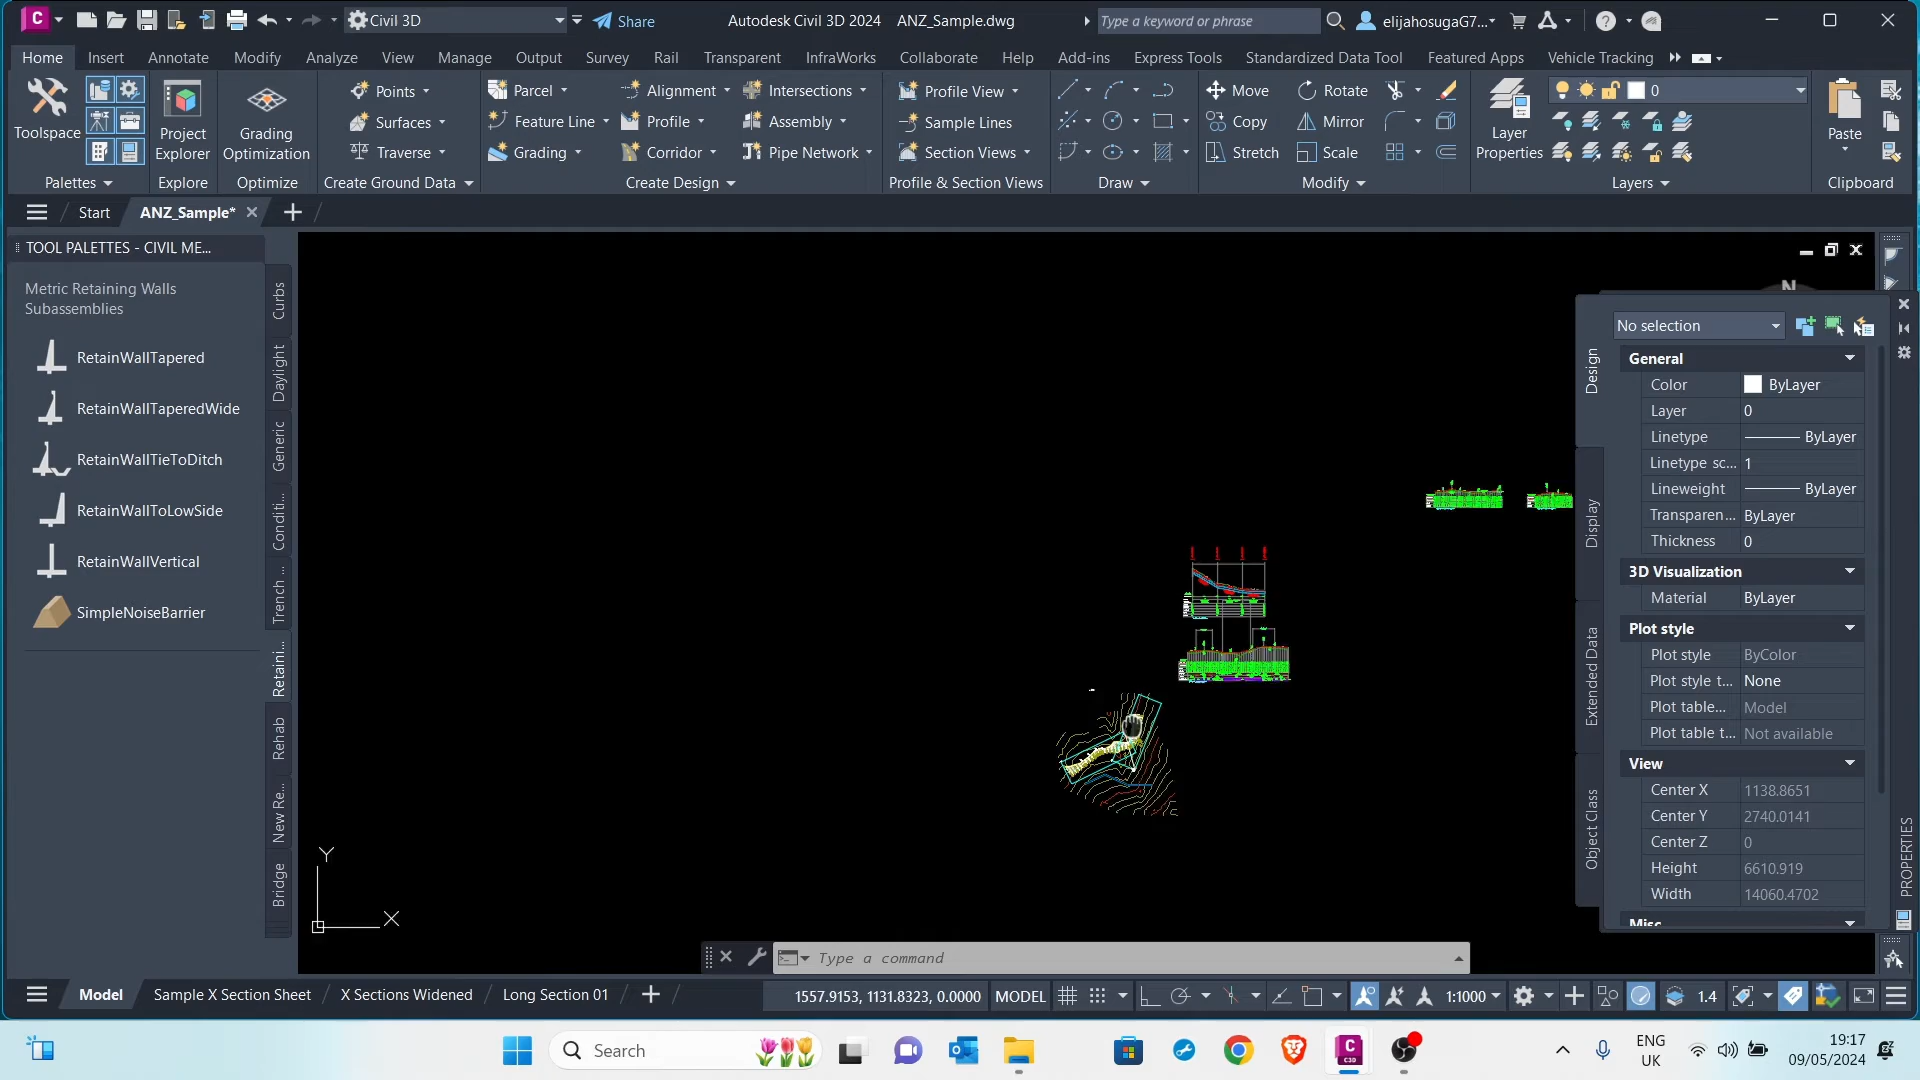 Civil 3D
Share
Autodesk Civil 3D 2024 ANZ_Sample.dwg
Type a keyword or phrase
elijahosugaG7...
Home Insert Annotate Modify Analyze View Manage Output Survey Rail Transparent InfraWorks Collaborate Help Add-ins Express Tools Standardized Data Tool Featured Apps Vehicle Tracking
Toolspace
Palettes
Project
Explorer
Explore
Grading
Optimization
Optimize
Points
Surfaces
Traverse
Create Ground Data
Parcel
Feature Line
Grading
Alignment
Profile
Corridor
Intersections
Assembly
Pipe Network
Create Design
Profile View
Sample Lines
Section Views
Profile & Section Views
Draw
Move
Copy
Stretch
Rotate
Mirror
Scale
Modify
Layer
Properties
0
Layers
Paste
Clipboard
Start
ANZ_Sample*
TOOL PALETTES - CIVIL ME...
Metric Retaining Walls
Subassemblies
RetainWallTapered
RetainWallTaperedWide
RetainWallTieToDitch
RetainWallToLowSide
RetainWallVertical
SimpleNoiseBarrier
Curbs
Daylight
Generic
Conditi...
Trench ...
Retaini...
Rehab
New Re...
Bridge
N
Y
X
Design
Display
Extended Data
Object Class
No selection
General
Color ByLayer
Layer 0
Linetype ByLayer
Linetype sc... 1
Lineweight ByLayer
Transparen... ByLayer
Thickness 0
3D Visualization
Material ByLayer
Plot style
Plot style ByColor
Plot style t... None
Plot table... Model
Plot table t... Not available
View
Center X 1138.8651
Center Y 2740.0141
Center Z 0
Height 6610.919
Width 14060.4702
Misc
PROPERTIES
Type a command
Model Sample X Section Sheet X Sections Widened Long Section 01
1557.9153, 1131.8323, 0.0000 MODEL
1:1000
1.4
Search
C3D
ENG
UK
19:17
09/05/2024